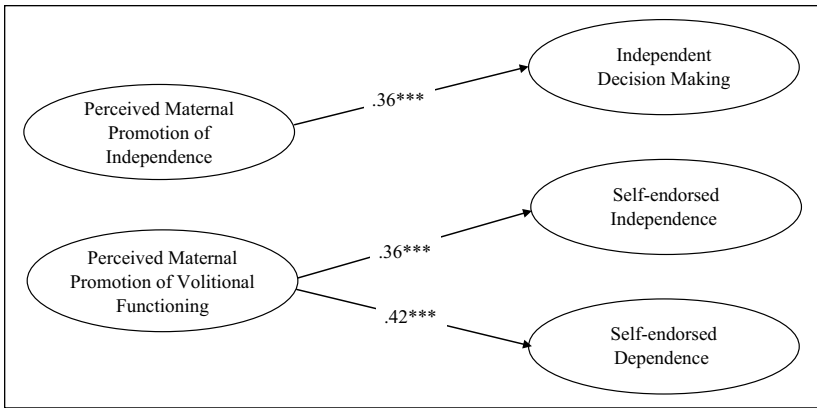 Independent
Decision Making
.36***
Perceived Maternal
Promotion of
Independence
Self-endorsed
Independence
.36***
Perceived Maternal
Promotion of Volitional
Functioning
.42***
Self-endorsed
Dependence